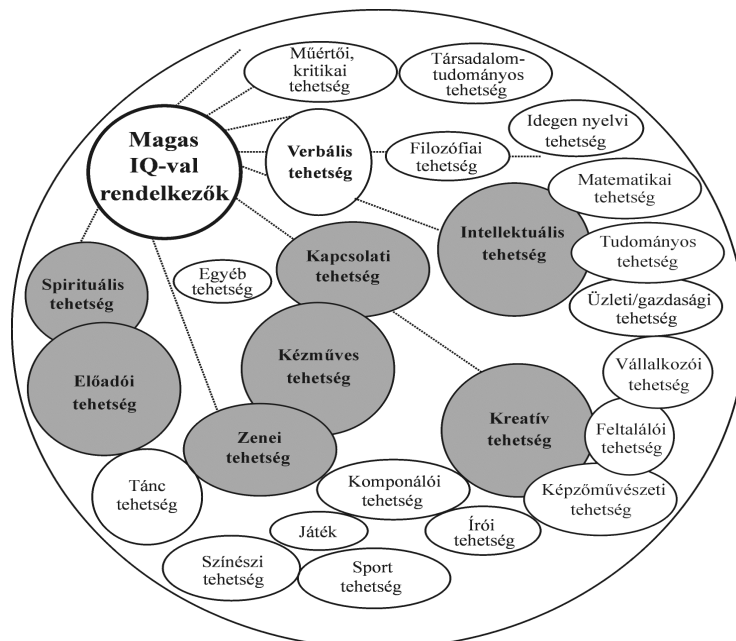 Műértői,
kritikai
tehetség
Társadalom-
tudományos
tehetség
Magas
IQ-val
rendelkezők
Verbális
tehetség
Filozófiai
tehetség
Idegen nyelvi
tehetség
Matematikai
tehetség
Intellektuális
tehetség
Tudományos
tehetség
Kapcsolati
tehetség
Egyéb
tehetség
Spirituális
tehetség
Üzleti/gazdasági
tehetség
Előadói
tehetség
Kézműves
tehetség
Vállalkozói
tehetség
Kreatív
tehetség
Feltalálói
tehetség
Zenei
tehetség
Tánc
tehetség
Komponálói
tehetség
Képzőművészeti
tehetség
Játék
Írói
tehetség
Színészi
tehetség
Sport
tehetség